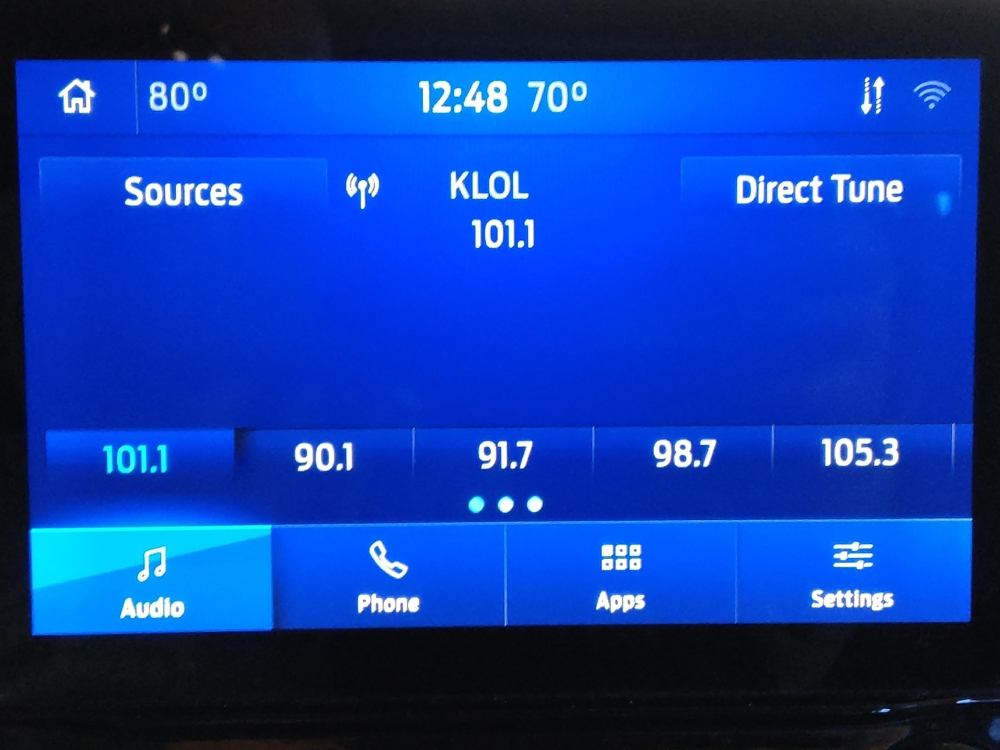 80º 12:48 70º
Sources KLOL Direct Tune
101.1
101.1 90.1 91.7 98.7 105.3
Audio Phone Apps Settings